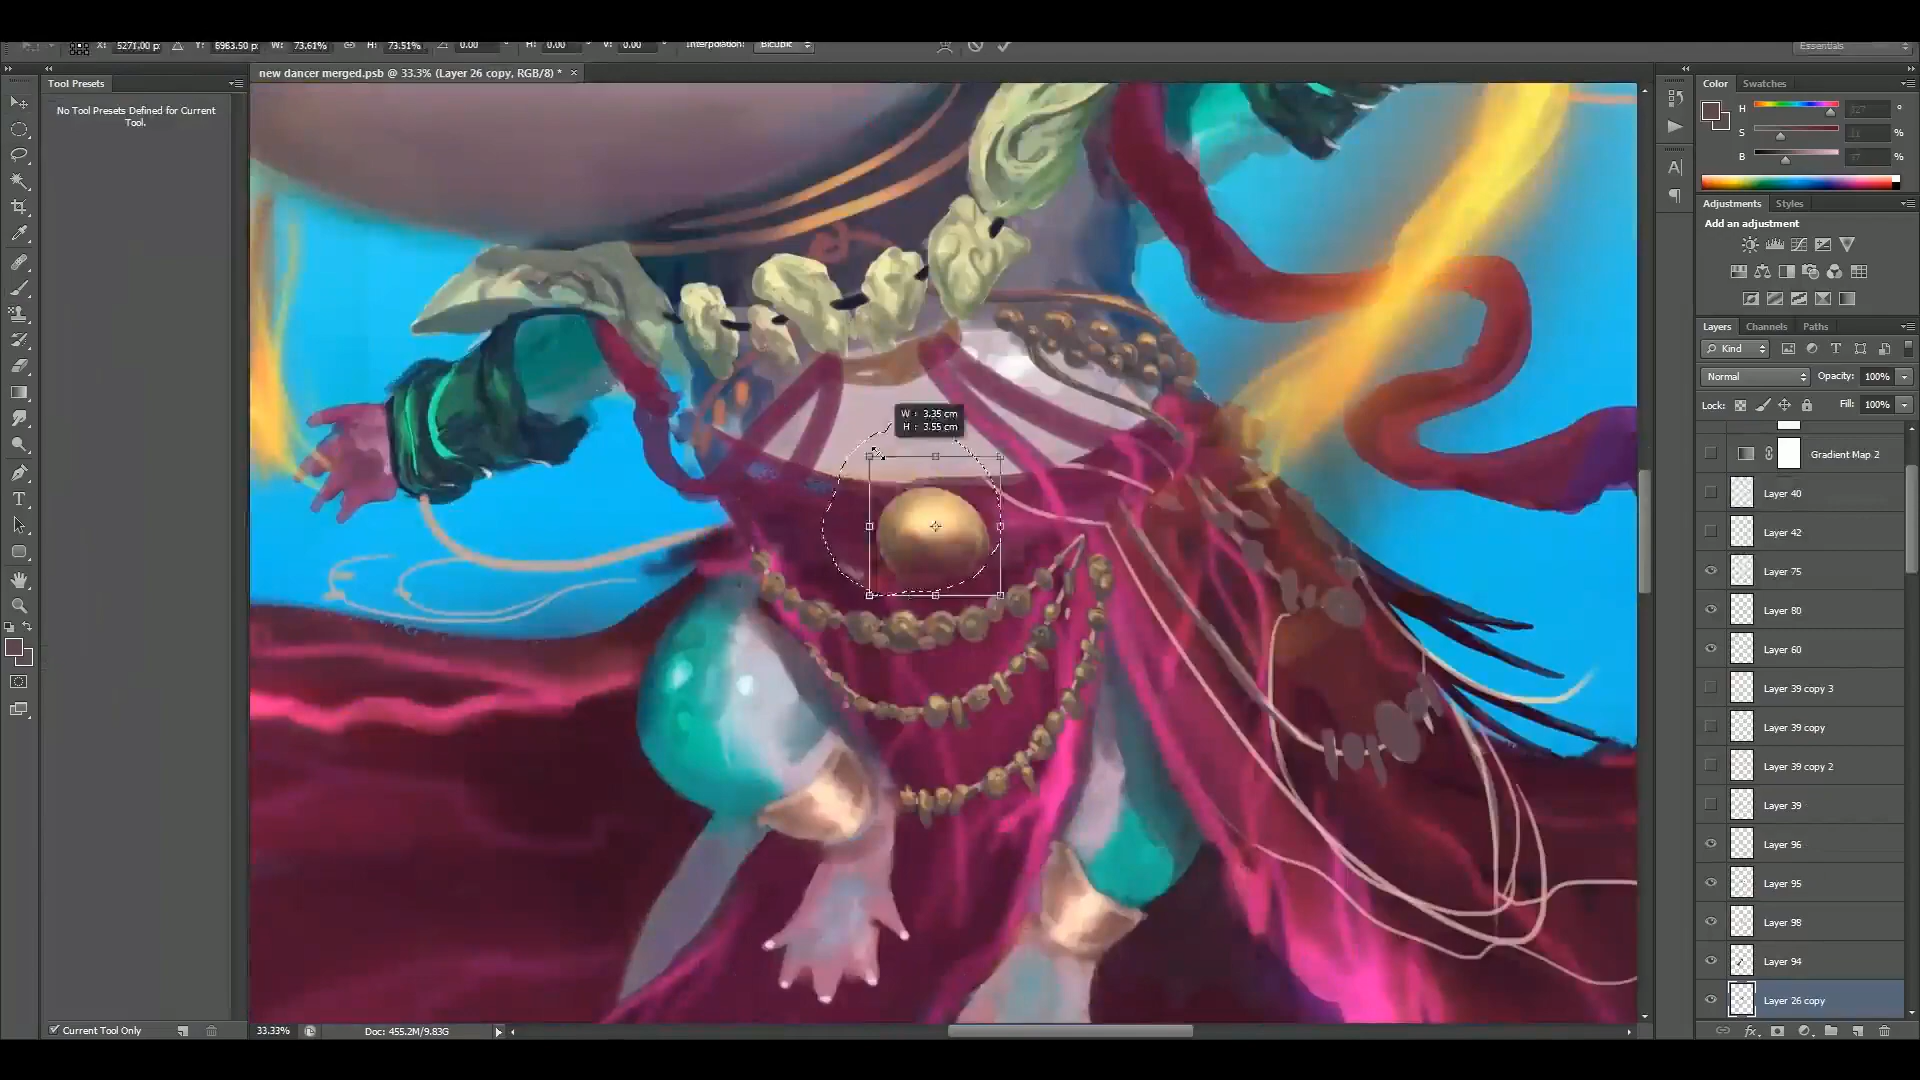 X: 5271.00 p
Y: 6963.50 p
W: 73.61%
H: 73.51%
0.00 °
H: 0.00 °
V: 0.00 °
Interpolation: Bicubic
Essentials
new dancer merged.psb @ 33.3% (Layer 26 copy, RGB/8) * ×
Tool Presets
No Tool Presets Defined for Current
Tool.
Current Tool Only
W : 3.35 cm
H : 3.55 cm
33.33%
Doc: 455.2M/9.83G
Color
Swatches
H °
S %
B %
Adjustments
Styles
Add an adjustment
Layers
Channels
Paths
Kind
Normal
Opacity: 100%
Lock:
Fill: 100%
Gradient Map 2
Layer 40
Layer 42
Layer 75
Layer 80
Layer 60
Layer 39 copy 3
Layer 39 copy
Layer 39 copy 2
Layer 39
Layer 96
Layer 95
Layer 98
Layer 94
Layer 26 copy
fx